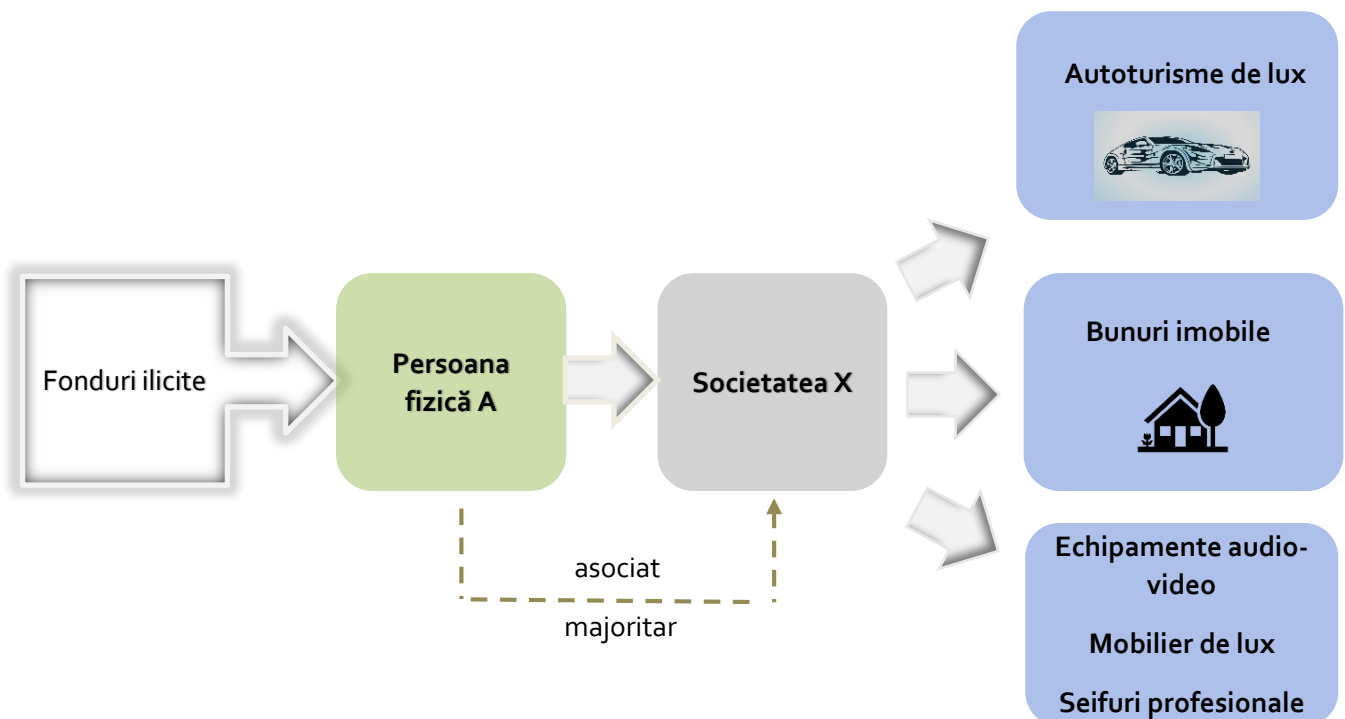 Autoturisme de lux
Fonduri ilicite
Persoana
fizică A
Societatea X
Bunuri imobile
asociat
majoritar
Echipamente audio-
video
Mobilier de lux
Seifuri profesionale